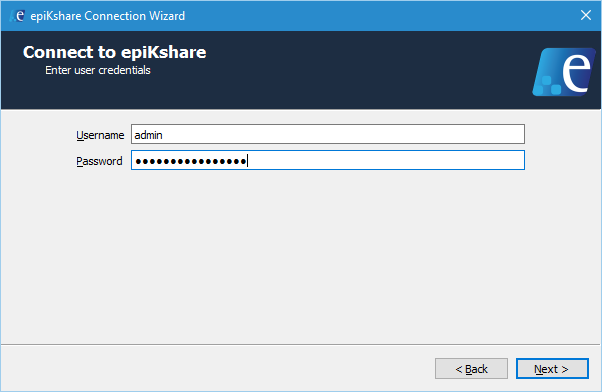 epiKshare Connection Wizard
Connect to epiKshare
Enter user credentials
e
Username admin
Password ●●●●●●●●●●●●●●●●
< Back Next >